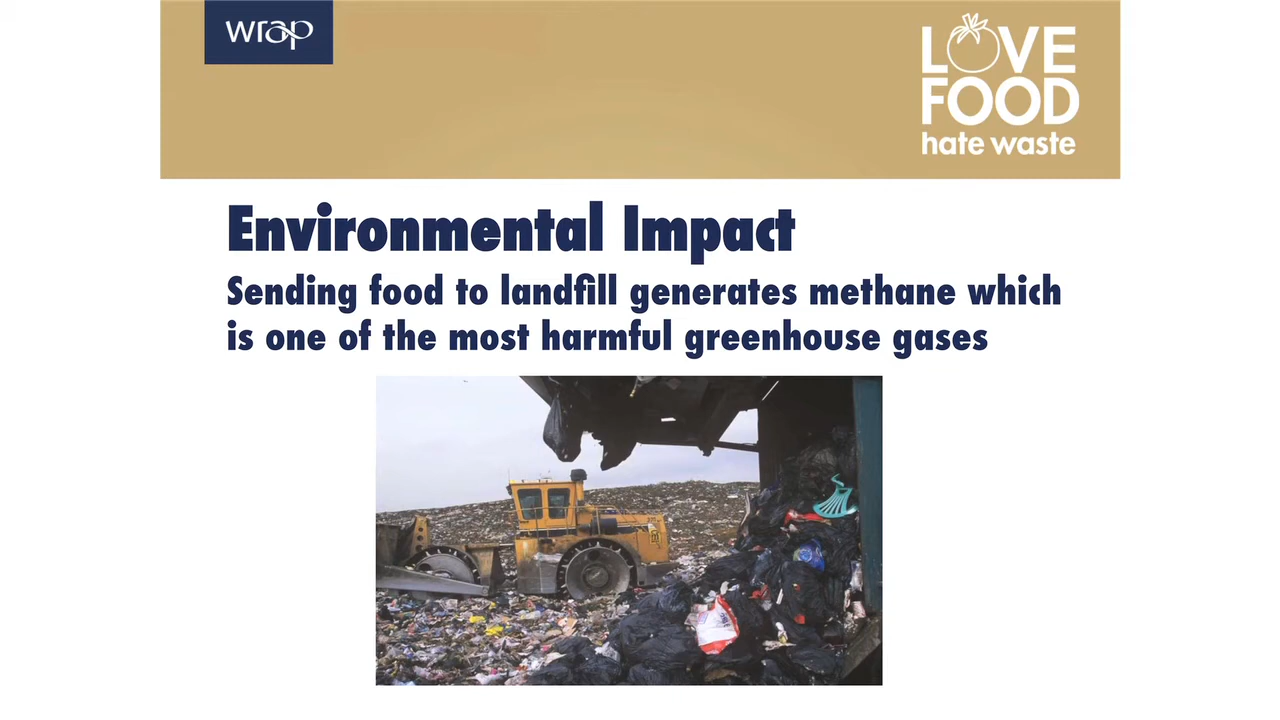 wrap
LOVE
FOOD
hate waste
Environmental Impact
Sending food to landfill generates methane which
is one of the most harmful greenhouse gases